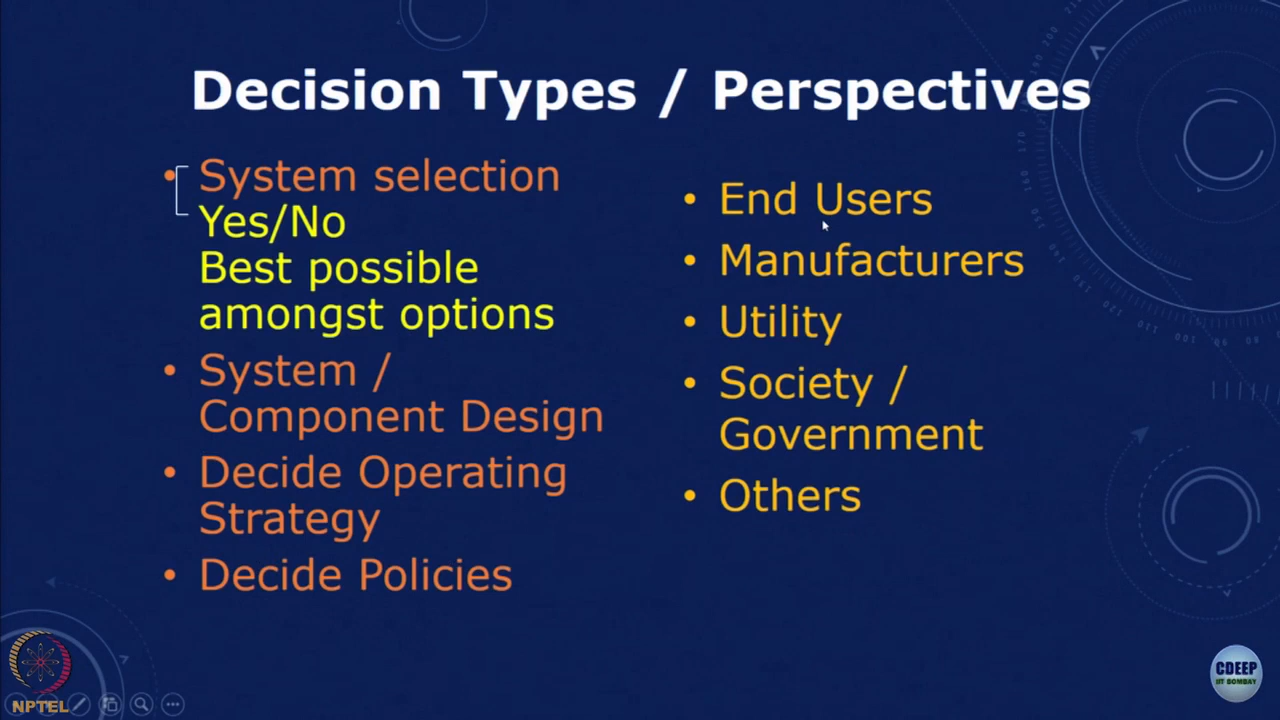 Decision Types / Perspectives
• System selection
Yes/No
Best possible
amongst options
• System /
Component Design
• Decide Operating
Strategy
• Decide Policies
• End Users
• Manufacturers
• Utility
• Society /
Government
• Others
NPTEL
CDEEP
IIT BOMBAY